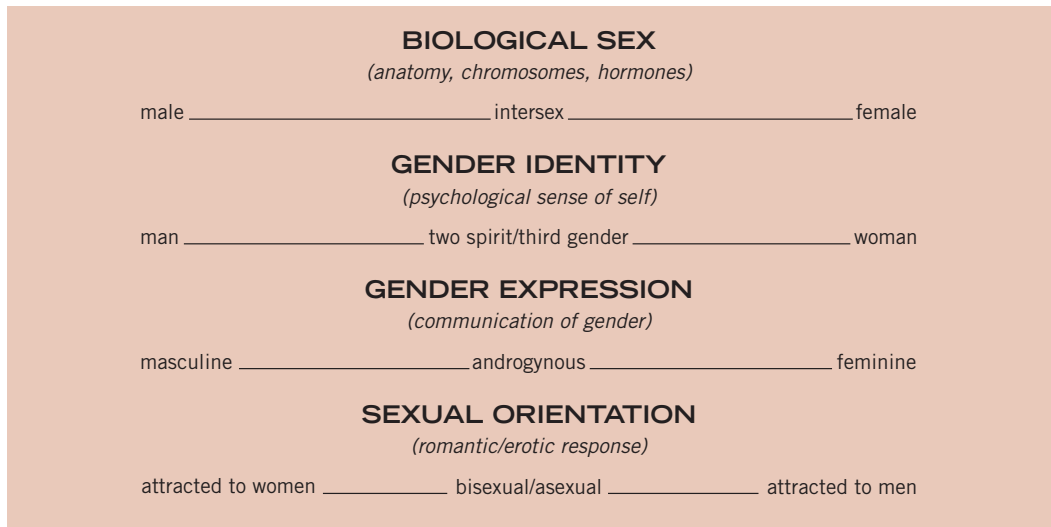 BIOLOGICAL SEX
(anatomy, chromosomes, hormones)
male intersex female
GENDER IDENTITY
(psychological sense of self)
man two spirit/third gender woman
GENDER EXPRESSION
(communication of gender)
masculine androgynous feminine
SEXUAL ORIENTATION
(romantic/erotic response)
attracted to women bisexual/asexual attracted to men